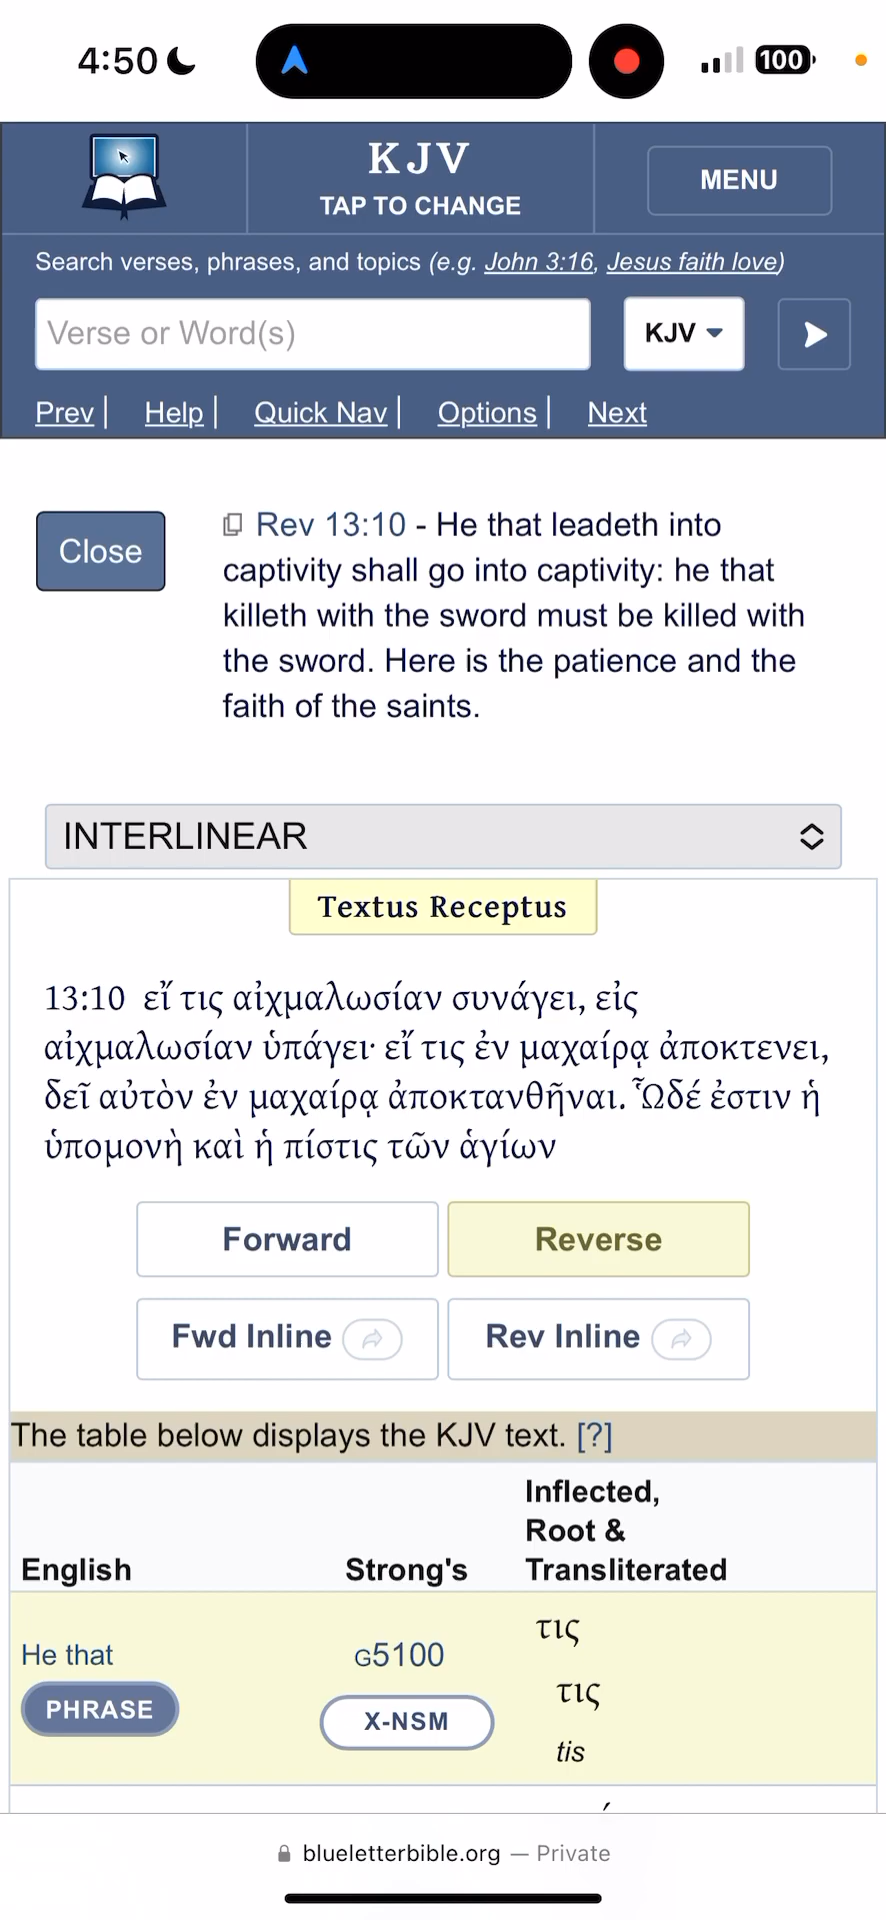 4:50
100
KJV
TAP TO CHANGE
MENU
Search verses, phrases, and topics (e.g. John 3:16, Jesus faith love)
Verse or Word(s)
KJV
Prev | Help | Quick Nav | Options | Next
Close
Rev 13:10 - He that leadeth into
captivity shall go into captivity: he that
killeth with the sword must be killed with
the sword. Here is the patience and the
faith of the saints.
INTERLINEAR
Textus Receptus
13:10 εἴ τις αἰχμαλωσίαν συνάγει, εἰς
αἰχμαλωσίαν ὑπάγει· εἴ τις ἐν μαχαίρᾳ ἀποκτενει,
δεῖ αὐτὸν ἐν μαχαίρᾳ ἀποκτανθῆναι. Ὧδέ ἐστιν ἡ
ὑπομονὴ καὶ ἡ πίστις τῶν ἁγίων
Forward
Reverse
Fwd Inline
Rev Inline
The table below displays the KJV text. [?]
English
Strong's
Inflected,
Root &
Transliterated
He that
PHRASE
G5100
X-NSM
τις
τις
tis
blueletterbible.org — Private